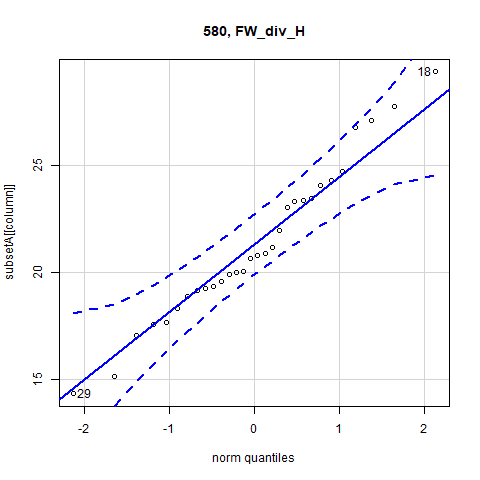 580, FW_div_H
subsetA[[column]]
25
20
15
18
29
-2 -1 0 1 2
norm quantiles